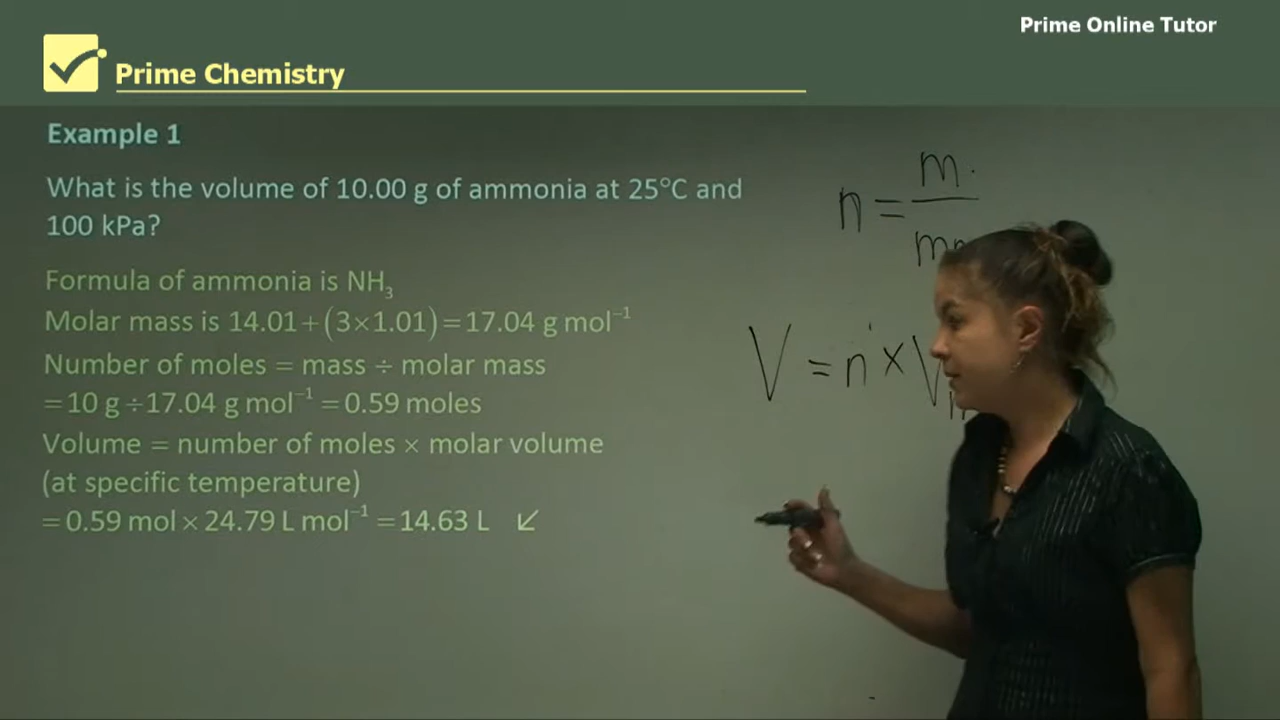 Prime Online Tutor
Prime Chemistry
Example 1
What is the volume of 10.00 g of ammonia at 25°C and
100 kPa?
Formula of ammonia is NH₃
Molar mass is 14.01+(3×1.01)=17.04 g mol⁻¹
Number of moles = mass ÷ molar mass
=10 g÷17.04 g mol⁻¹ =0.59 moles
Volume = number of moles × molar volume
(at specific temperature)
=0.59 mol×24.79 L mol⁻¹ =14.63 L ↙
n = m
V = n × V